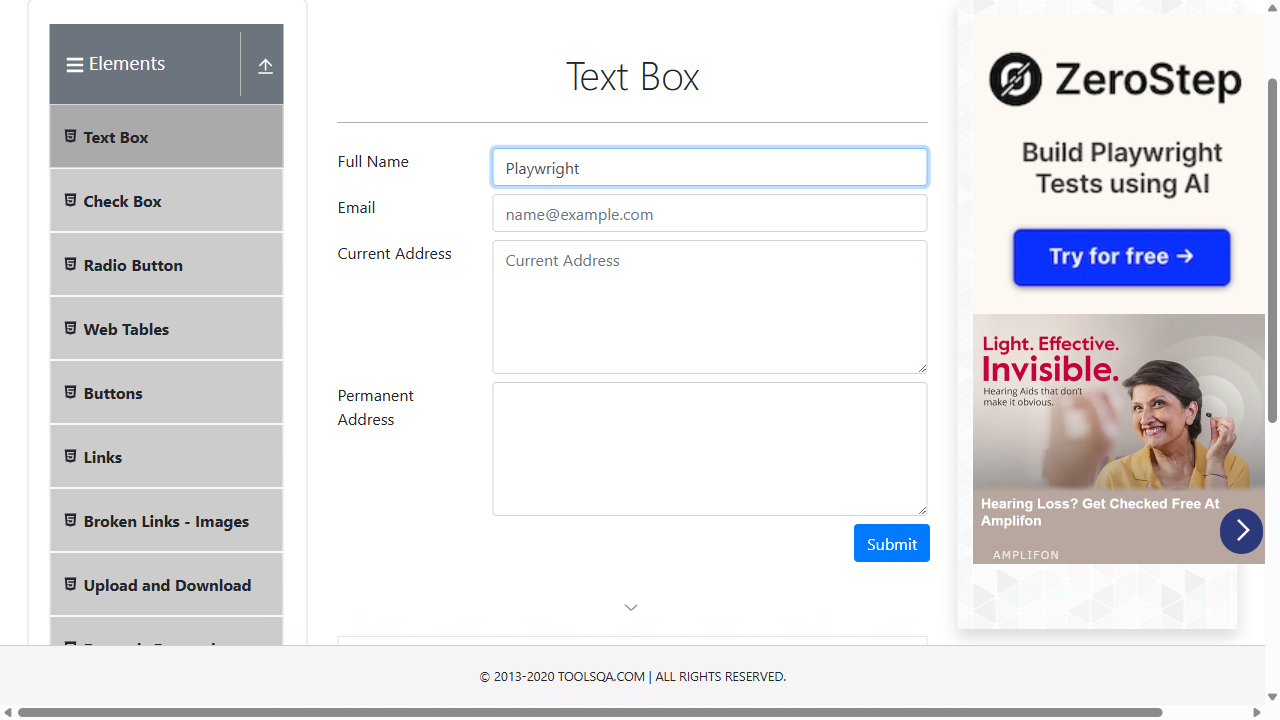 Elements
Text Box
Check Box
Radio Button
Web Tables
Buttons
Links
Broken Links - Images
Upload and Download
Text Box
Full Name
Playwright
Email
name@example.com
Current Address
Current Address
Permanent
Address
Submit
ZeroStep
Build Playwright
Tests using AI
Try for free →
Light. Effective.
Invisible.
Hearing Aids that don't
make it obvious.
Hearing Loss? Get Checked Free At
Amplifon
AMPLIFON
© 2013-2020 TOOLSQA.COM | ALL RIGHTS RESERVED.